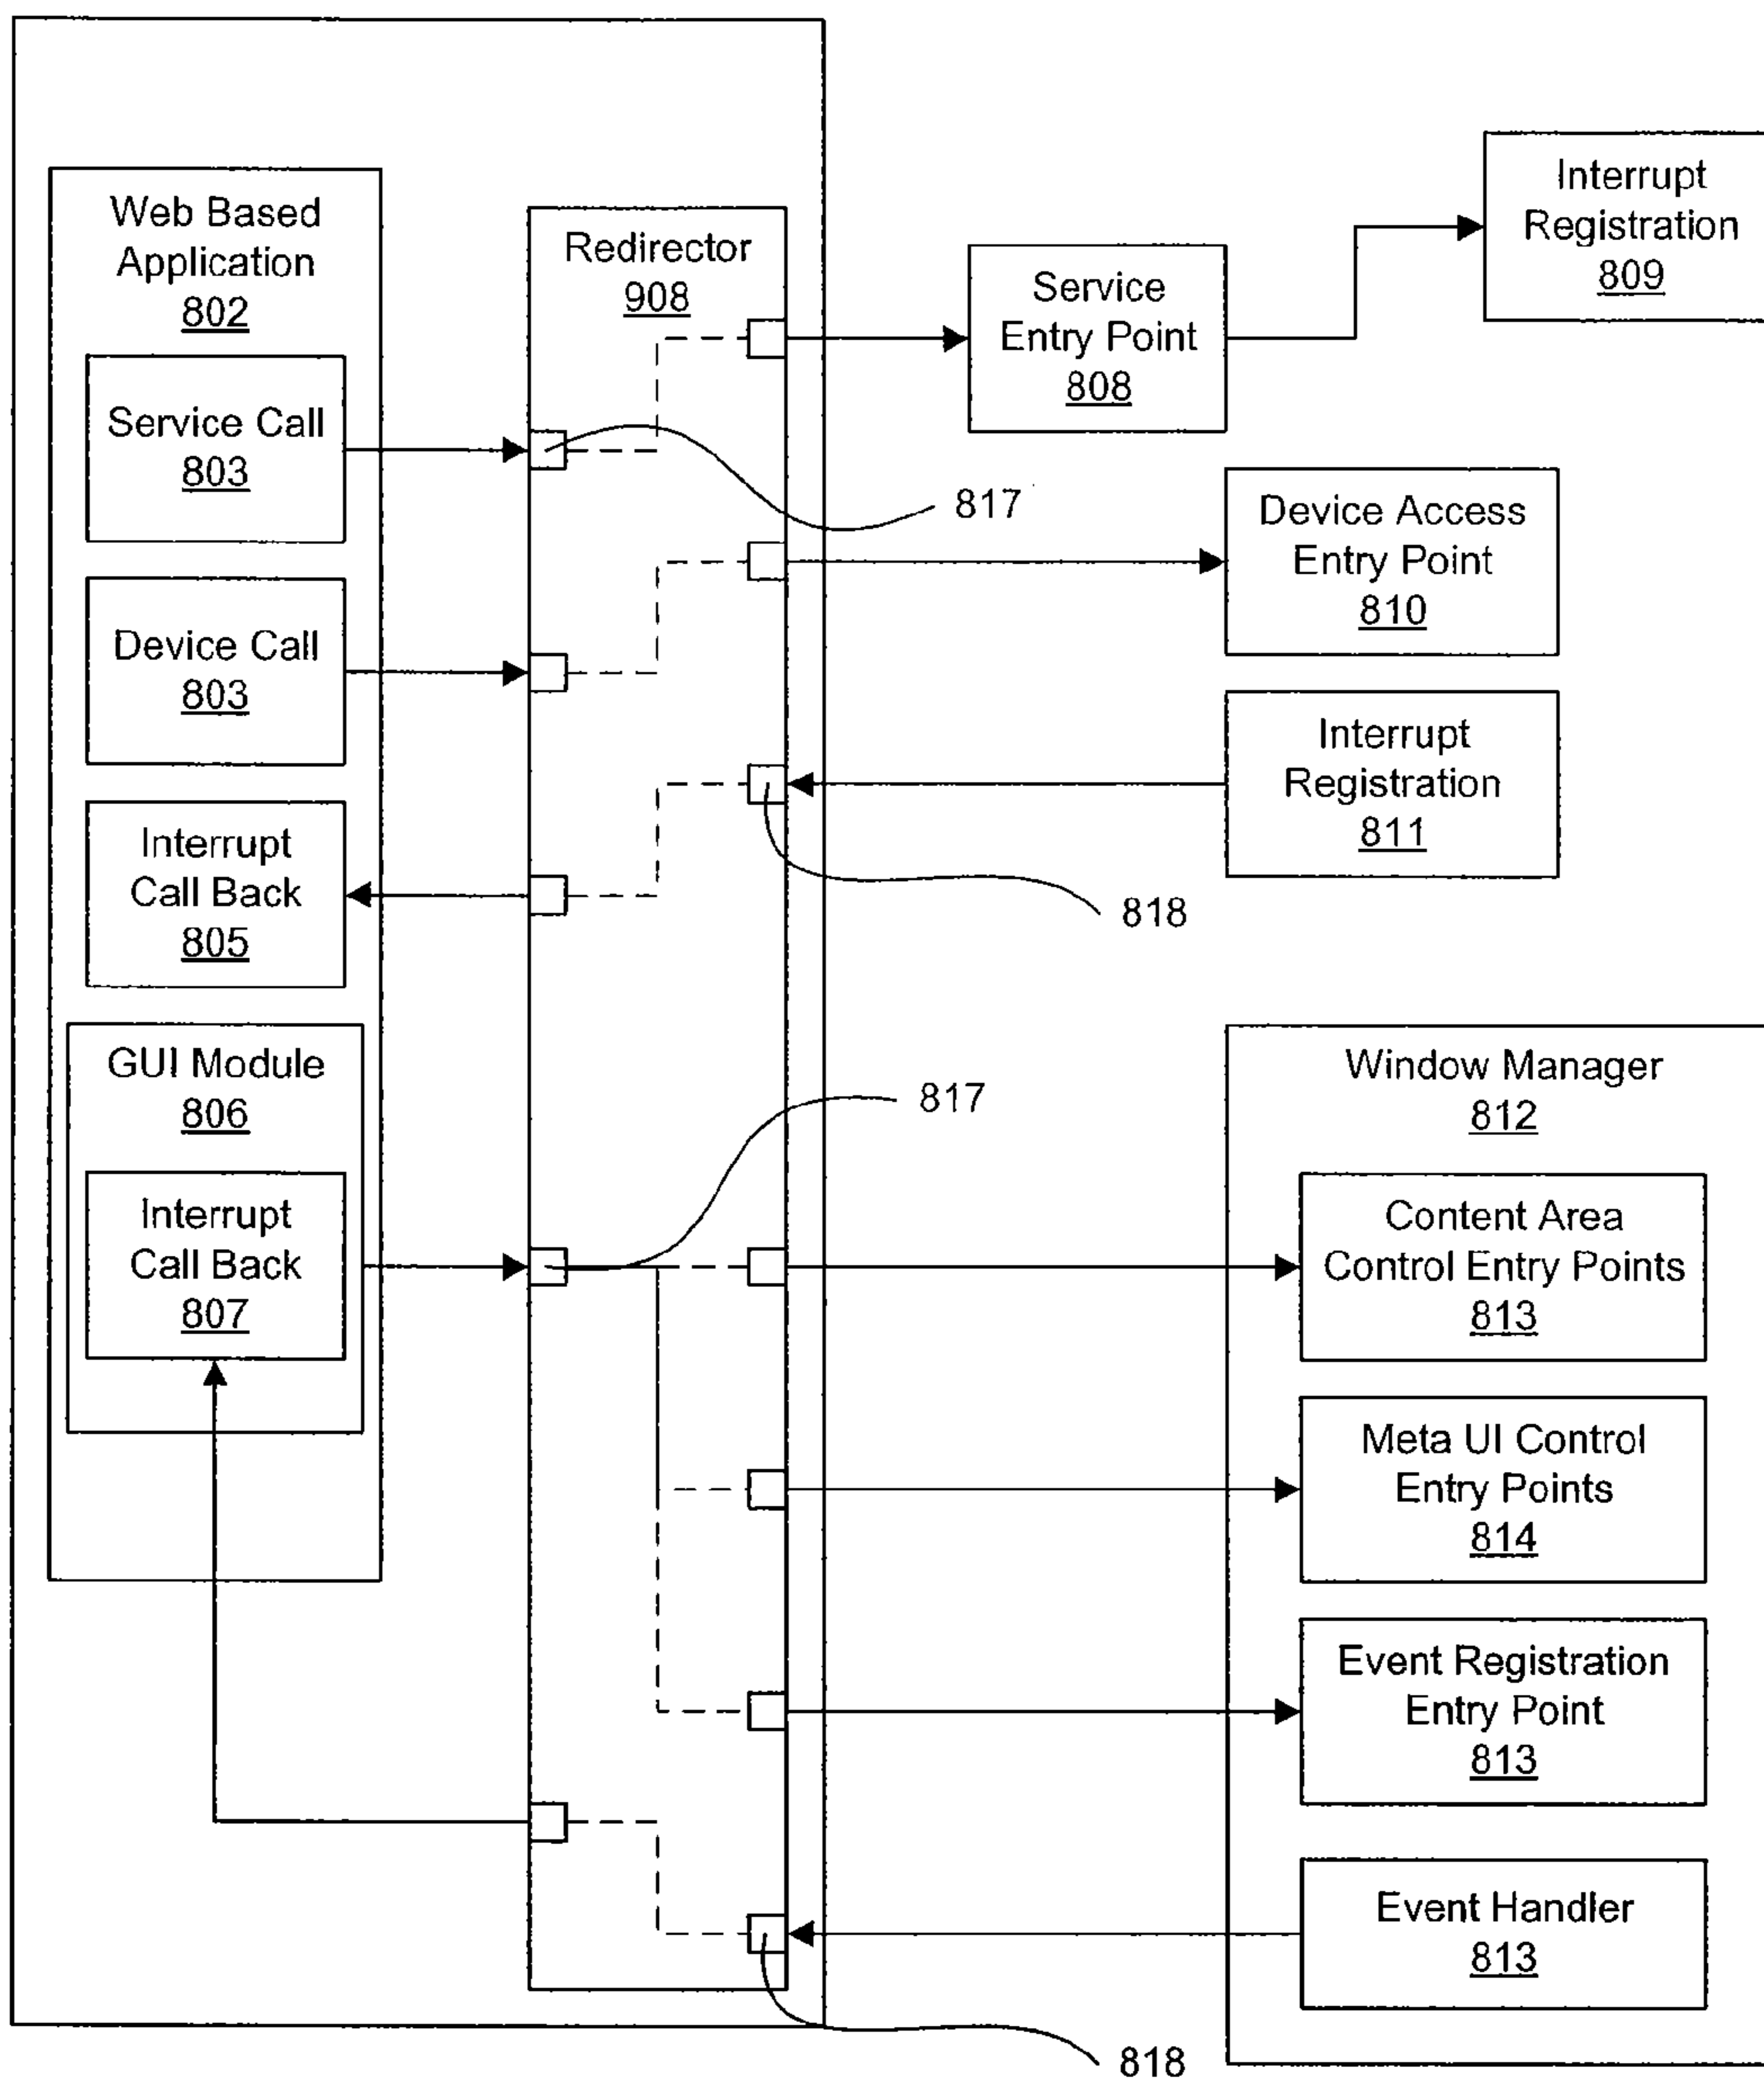 Web Based
Application
802
Service Call
803
Device Call
803
Interrupt
Call Back
805
GUI Module
806
Interrupt
Call Back
807
Redirector
908
817
818
817
818
Service
Entry Point
808
Interrupt
Registration
809
Device Access
Entry Point
810
Interrupt
Registration
811
Window Manager
812
Content Area
Control Entry Points
813
Meta UI Control
Entry Points
814
Event Registration
Entry Point
813
Event Handler
813